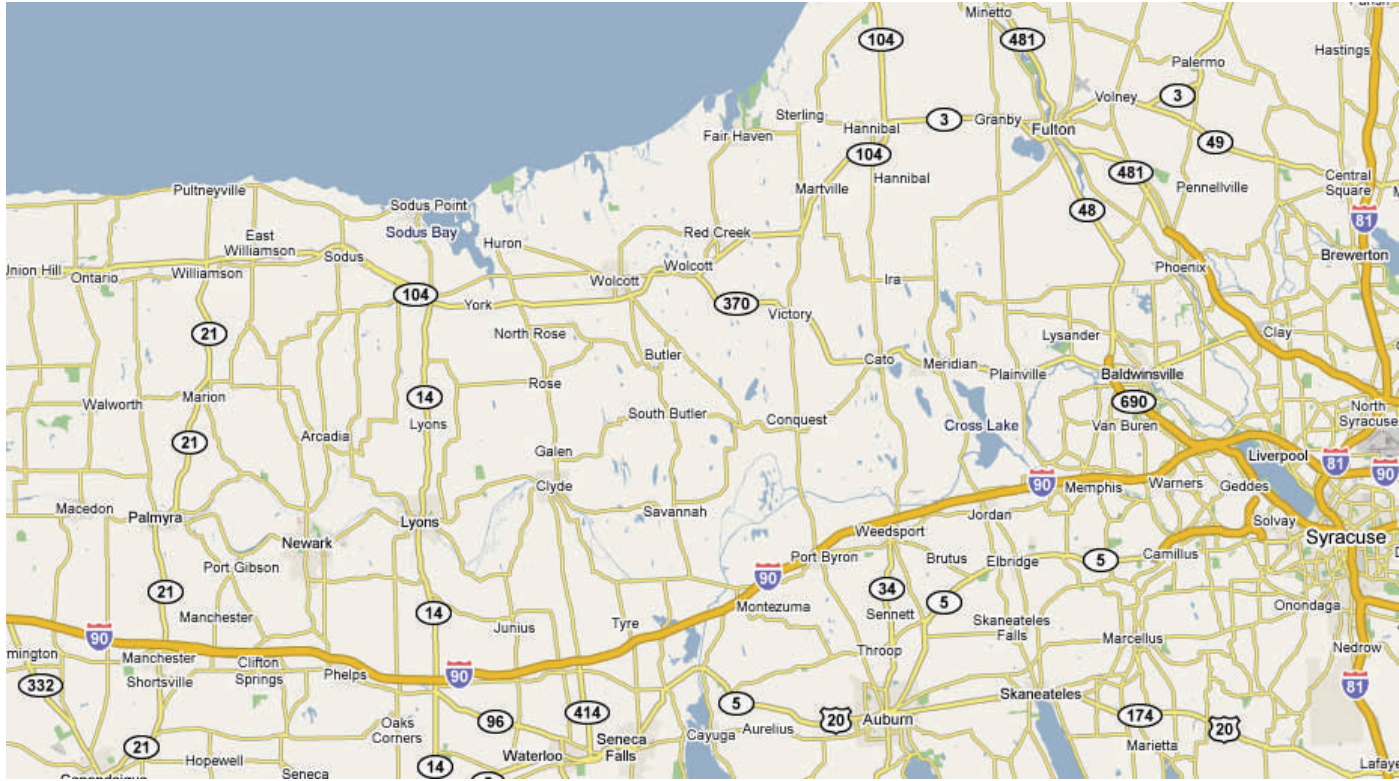 Minetto
104
481
Hastings
Palermo
3
Volney
Sterling
Fair Haven
Hannibal
3
Granby
Fulton
49
104
Hannibal
481
Central
Square
Pultneyville
Martville
Pennellville
Sodus Point
48
81
Sodus Bay
East
Williamson
Huron
Red Creek
Sodus
Brewerton
Union Hill
Ontario
Williamson
Wolcott
Wolcott
Phoenix
Ira
104
York
370
Victory
21
North Rose
Lysander
Clay
Butler
Cato
Meridian
Plainville
Baldwinsville
Rose
14
Walworth
Marion
690
North
Syracuse
South Butler
Conquest
Cross Lake
Van Buren
Lyons
Arcadia
21
Galen
Liverpool
81
90
90
Clyde
Memphis
Warners
Geddes
Macedon
Palmyra
Lyons
Savannah
Jordan
Solvay
Newark
Weedsport
Syracuse
Port Byron
Brutus
Elbridge
5
Camillus
Port Gibson
90
21
34
5
Montezuma
Onondaga
Manchester
14
Sennett
Skaneateles
Falls
Junius
Tyre
90
Marcellus
Throop
Nedrow
Manchester
Clifton
Springs
Shortsville
Phelps
90
332
81
Skaneateles
5
414
20
Auburn
174
96
Oaks
Corners
20
Aurelius
Cayuga
Seneca
Falls
21
Waterloo
Marietta
Hopewell
14
Seneca